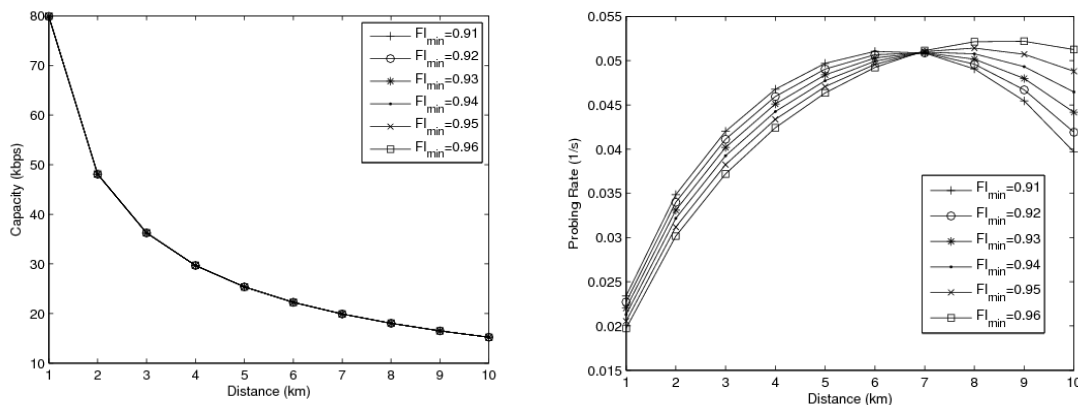 80
70
60
50
40
30
20
10
Capacity (kbps)
1 2 3 4 5 6 7 8 9 10
Distance (km)
FI_min=0.91
FI_min=0.92
FI_min=0.93
FI_min=0.94
FI_min=0.95
FI_min=0.96
0.055
0.05
0.045
0.04
0.035
0.03
0.025
0.02
0.015
Probing Rate (1/s)
1 2 3 4 5 6 7 8 9 10
Distance (km)
FI_min=0.91
FI_min=0.92
FI_min=0.93
FI_min=0.94
FI_min=0.95
FI_min=0.96